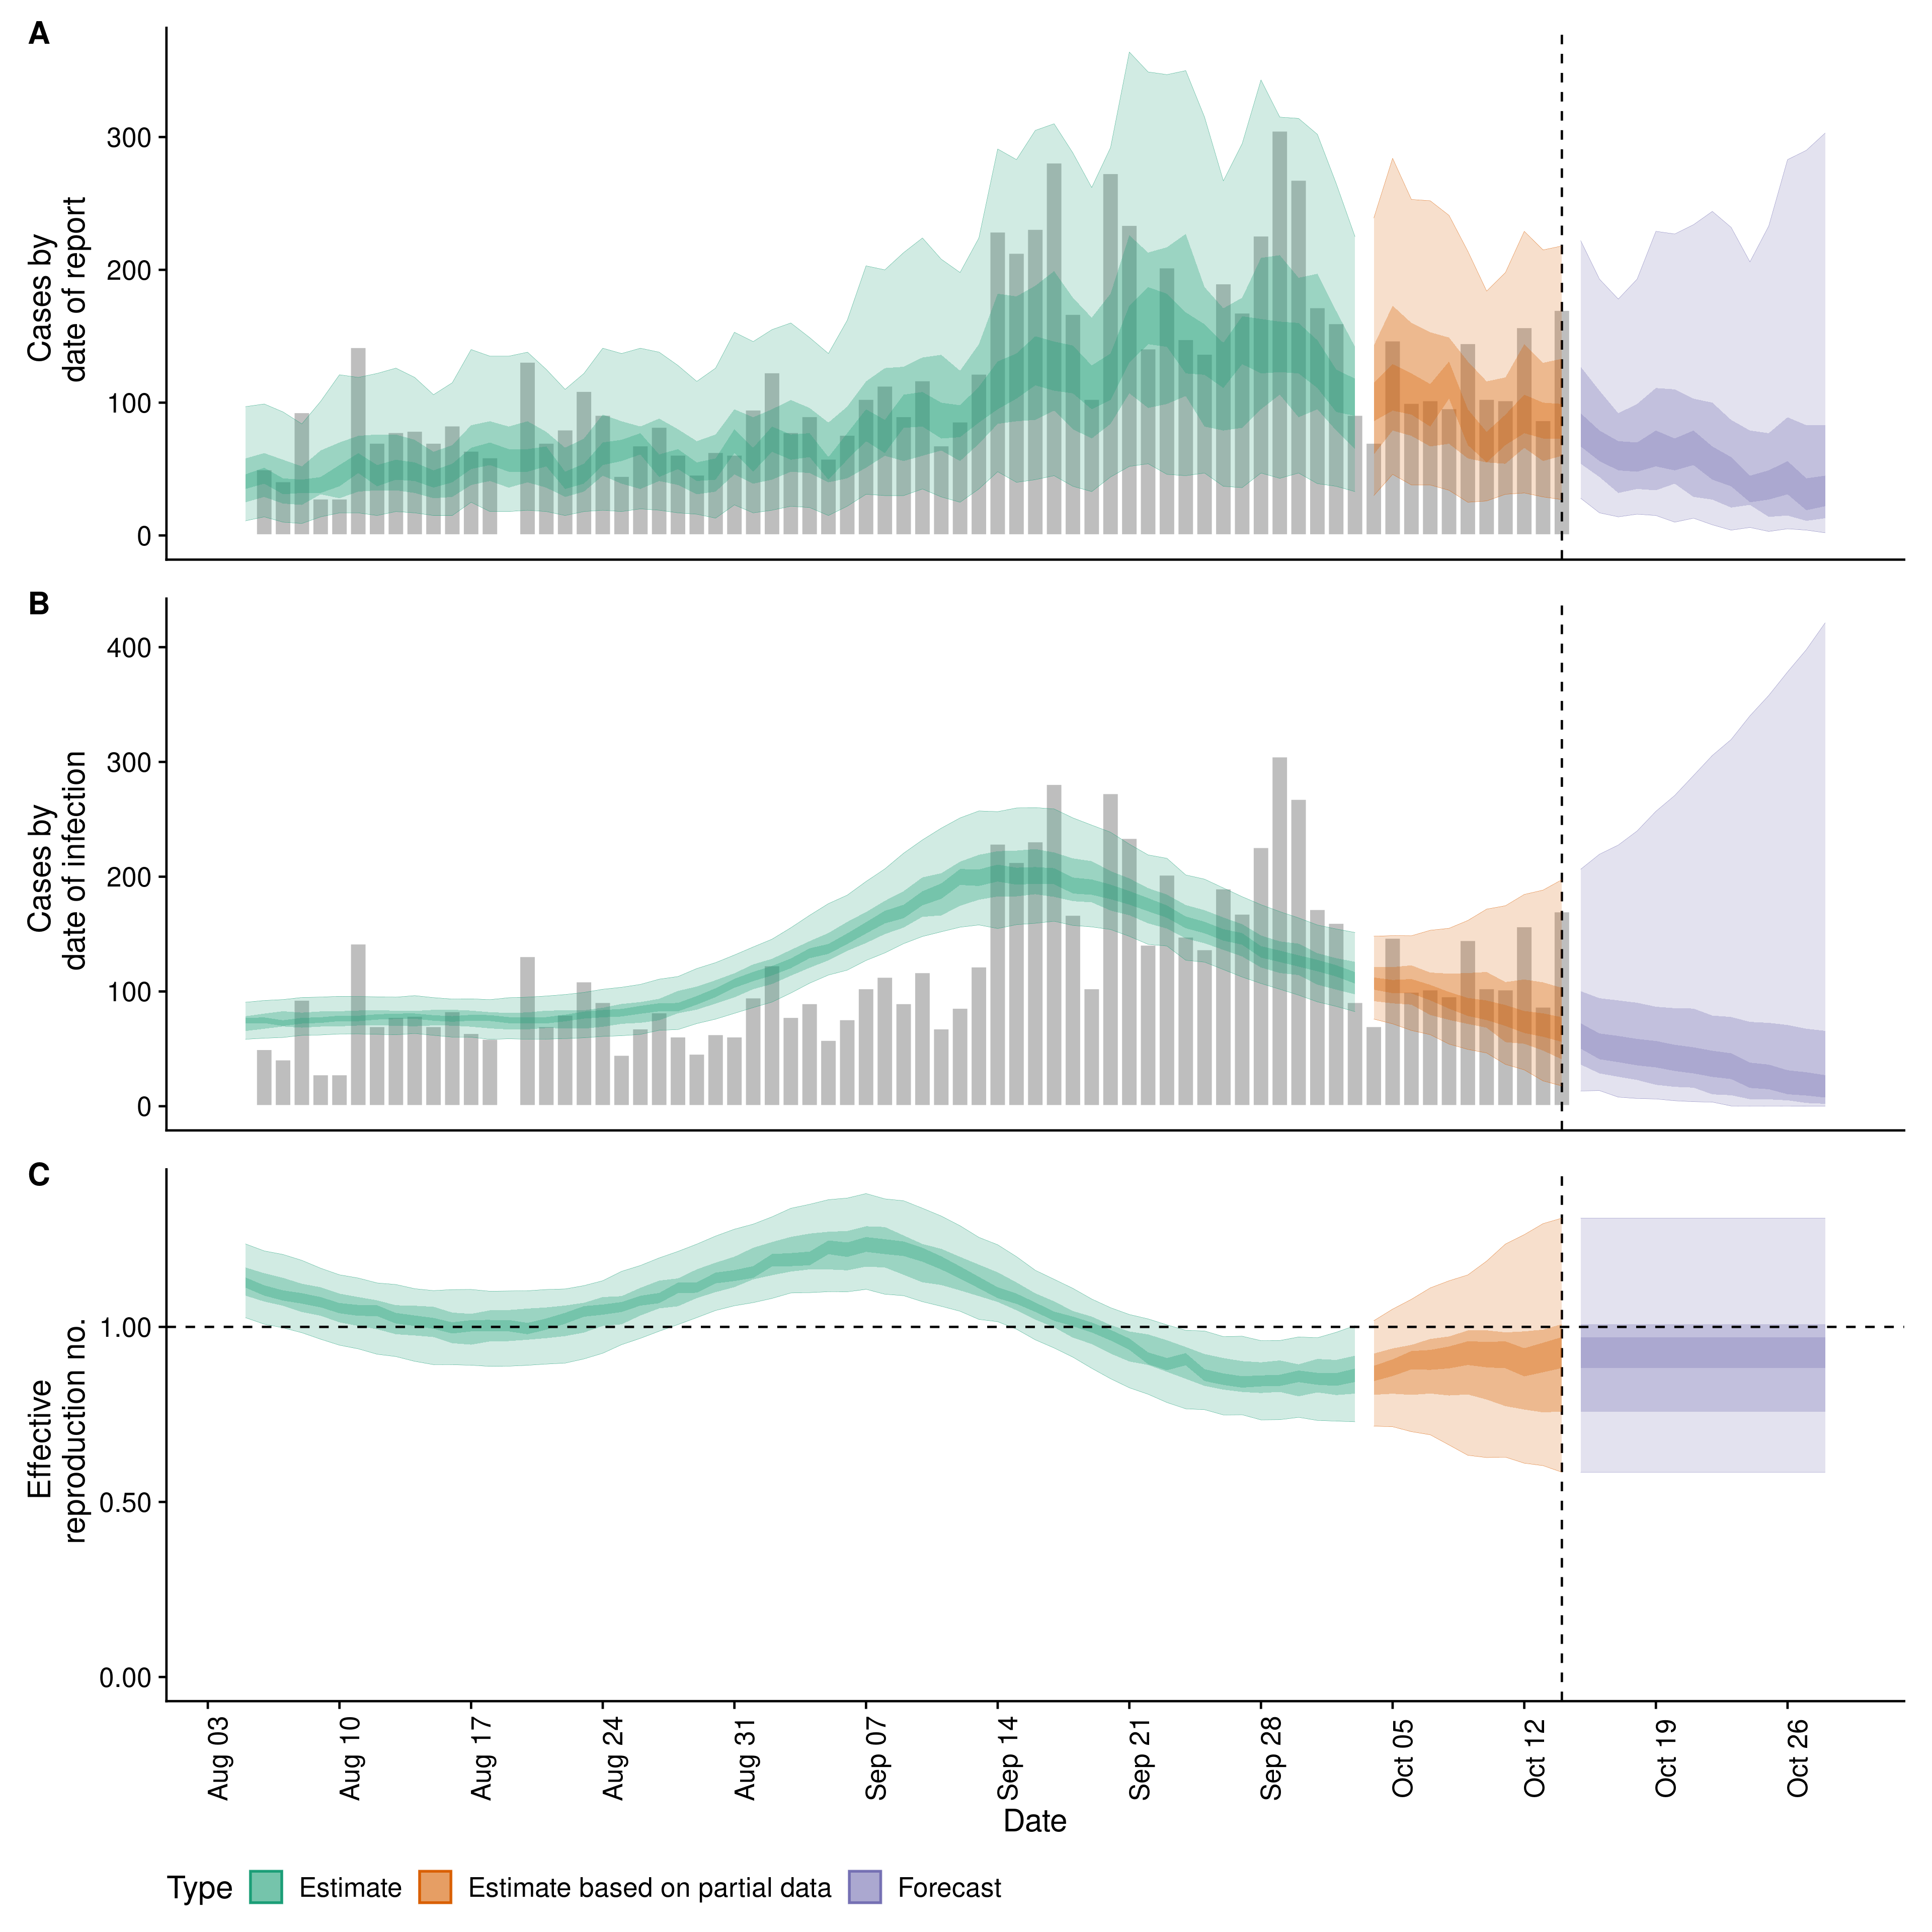 A
Cases by
date of report
300
200
100
0
B
Cases by
date of infection
400
300
200
100
0
C
Effective
reproduction no.
1.00
0.50
0.00
Aug 03
Aug 10
Aug 17
Aug 24
Aug 31
Sep 07
Sep 14
Sep 21
Sep 28
Oct 05
Oct 12
Oct 19
Oct 26
Date
Type Estimate Estimate based on partial data Forecast